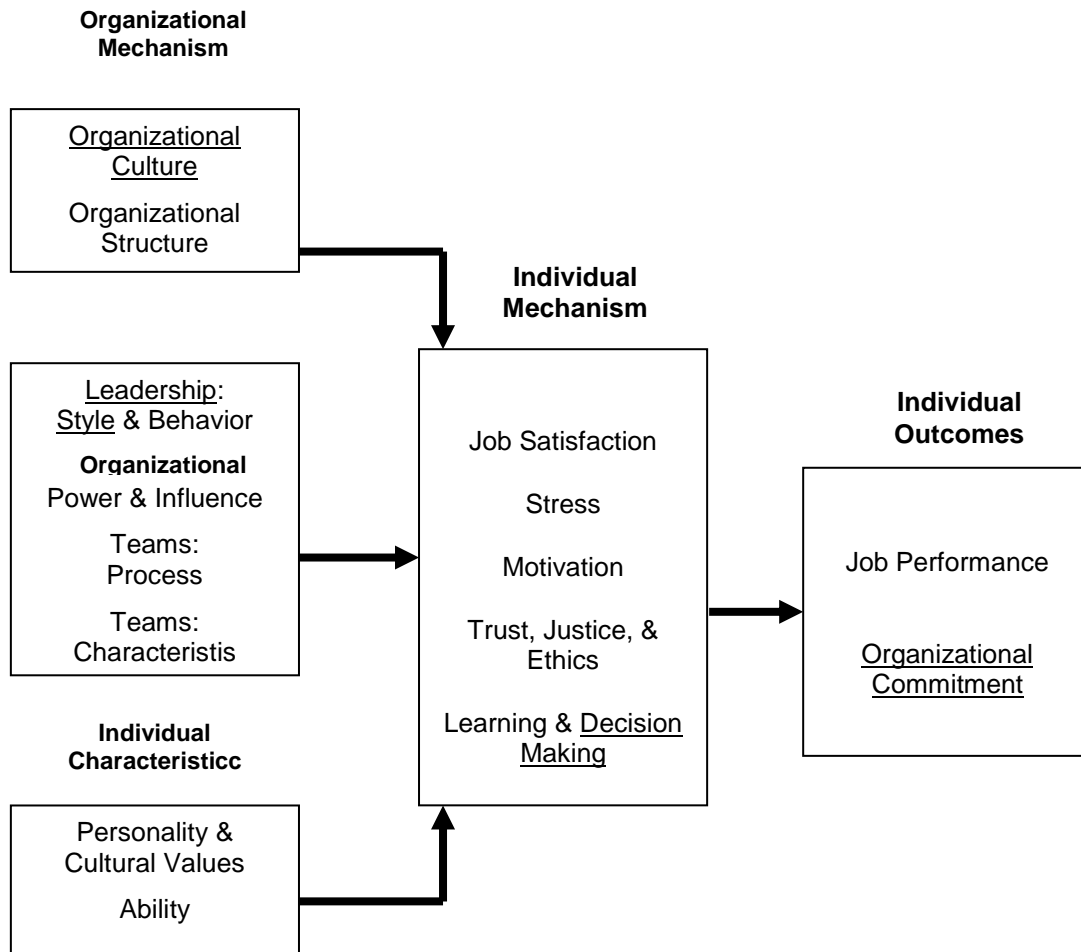 Organizational
Mechanism
Organizational
Culture
Organizational
Structure
Leadership:
Style & Behavior
Organizational
Power & Influence
Teams:
Process
Teams:
Characteristis
Individual
Characteristicc
Personality &
Cultural Values
Ability
Individual
Mechanism
Job Satisfaction
Stress
Motivation
Trust, Justice, &
Ethics
Learning & Decision
Making
Individual
Outcomes
Job Performance
Organizational
Commitment